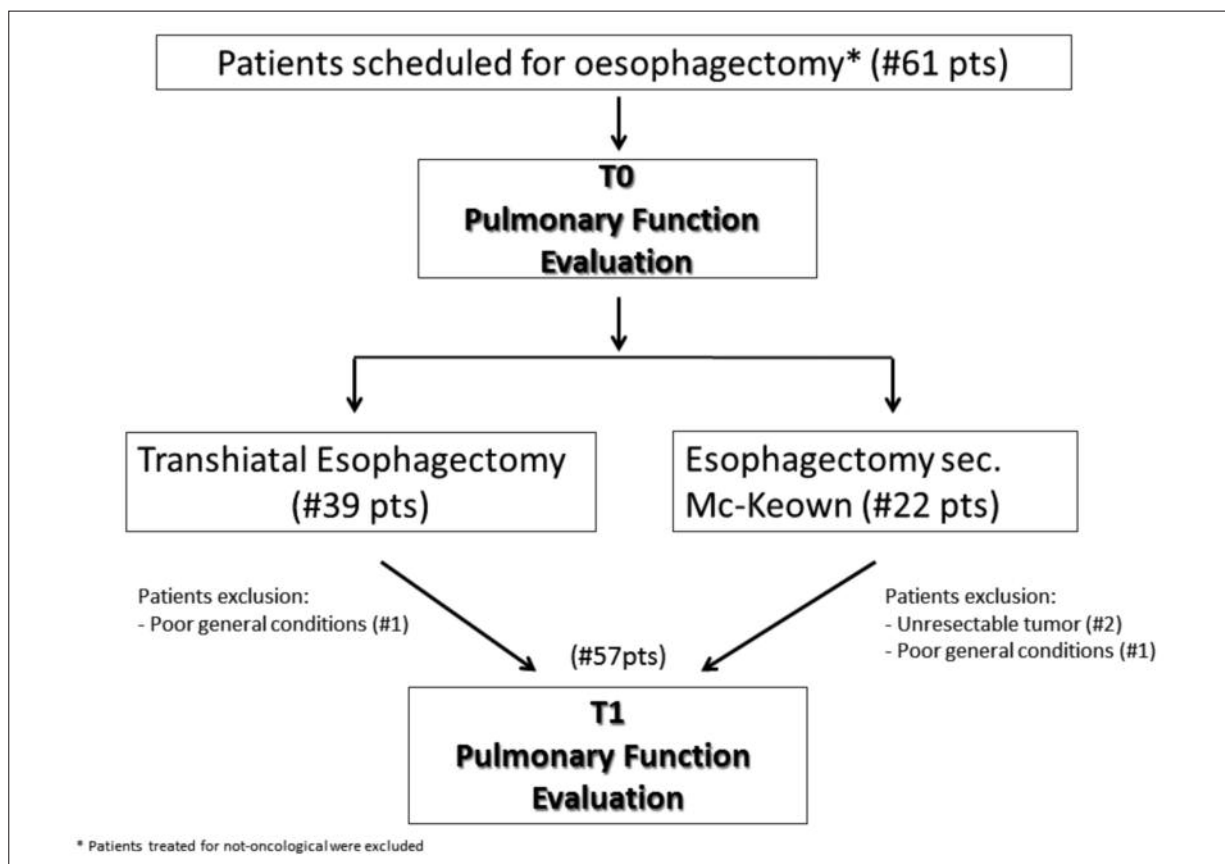 Patients scheduled for oesophagectomy* (#61 pts)
T0
Pulmonary Function
Evaluation
Transhiatal Esophagectomy
(#39 pts)
Esophagectomy sec.
Mc-Keown (#22 pts)
Patients exclusion:
- Poor general conditions (#1)
Patients exclusion:
- Unresectable tumor (#2)
- Poor general conditions (#1)
(#57pts)
T1
Pulmonary Function
Evaluation
* Patients treated for not-oncological were excluded